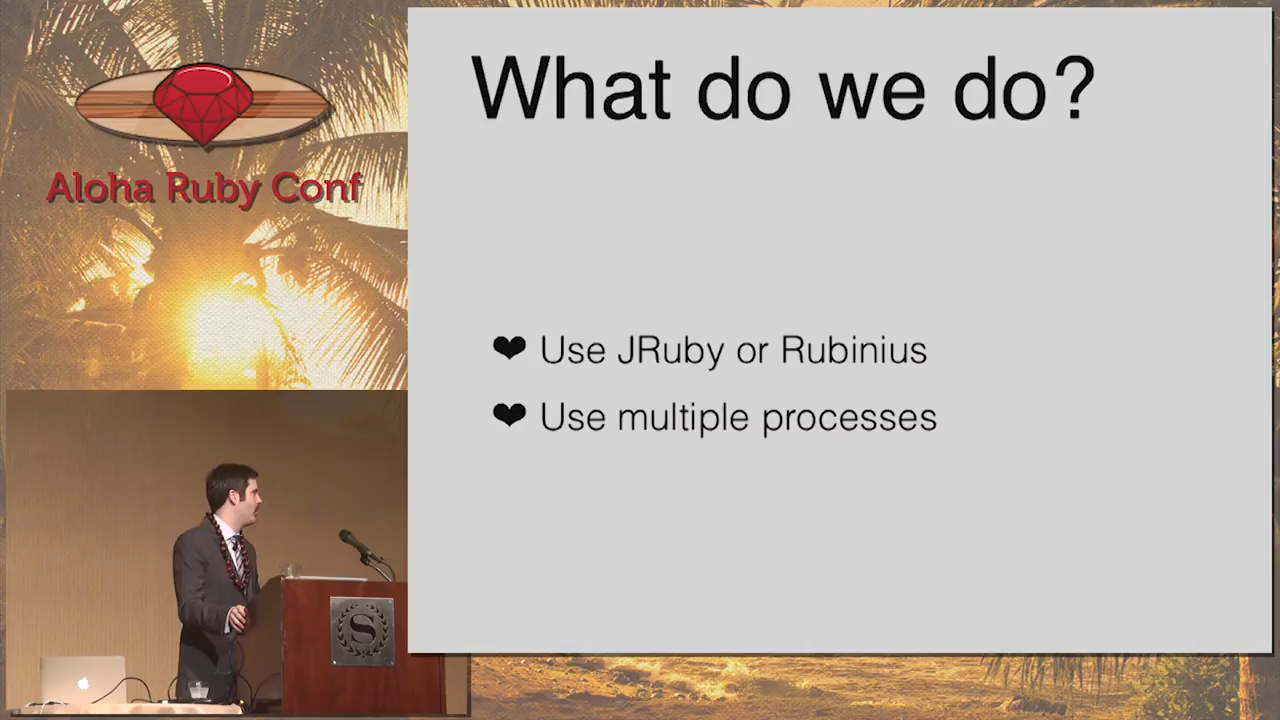 Aloha Ruby Conf
What do we do?
❤ Use JRuby or Rubinius
❤ Use multiple processes
S